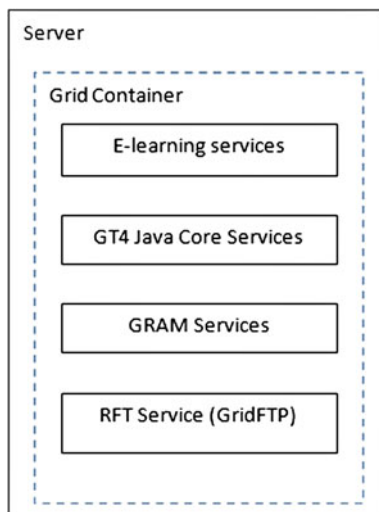 Server
Grid Container
E-learning services
GT4 Java Core Services
GRAM Services
RFT Service (GridFTP)